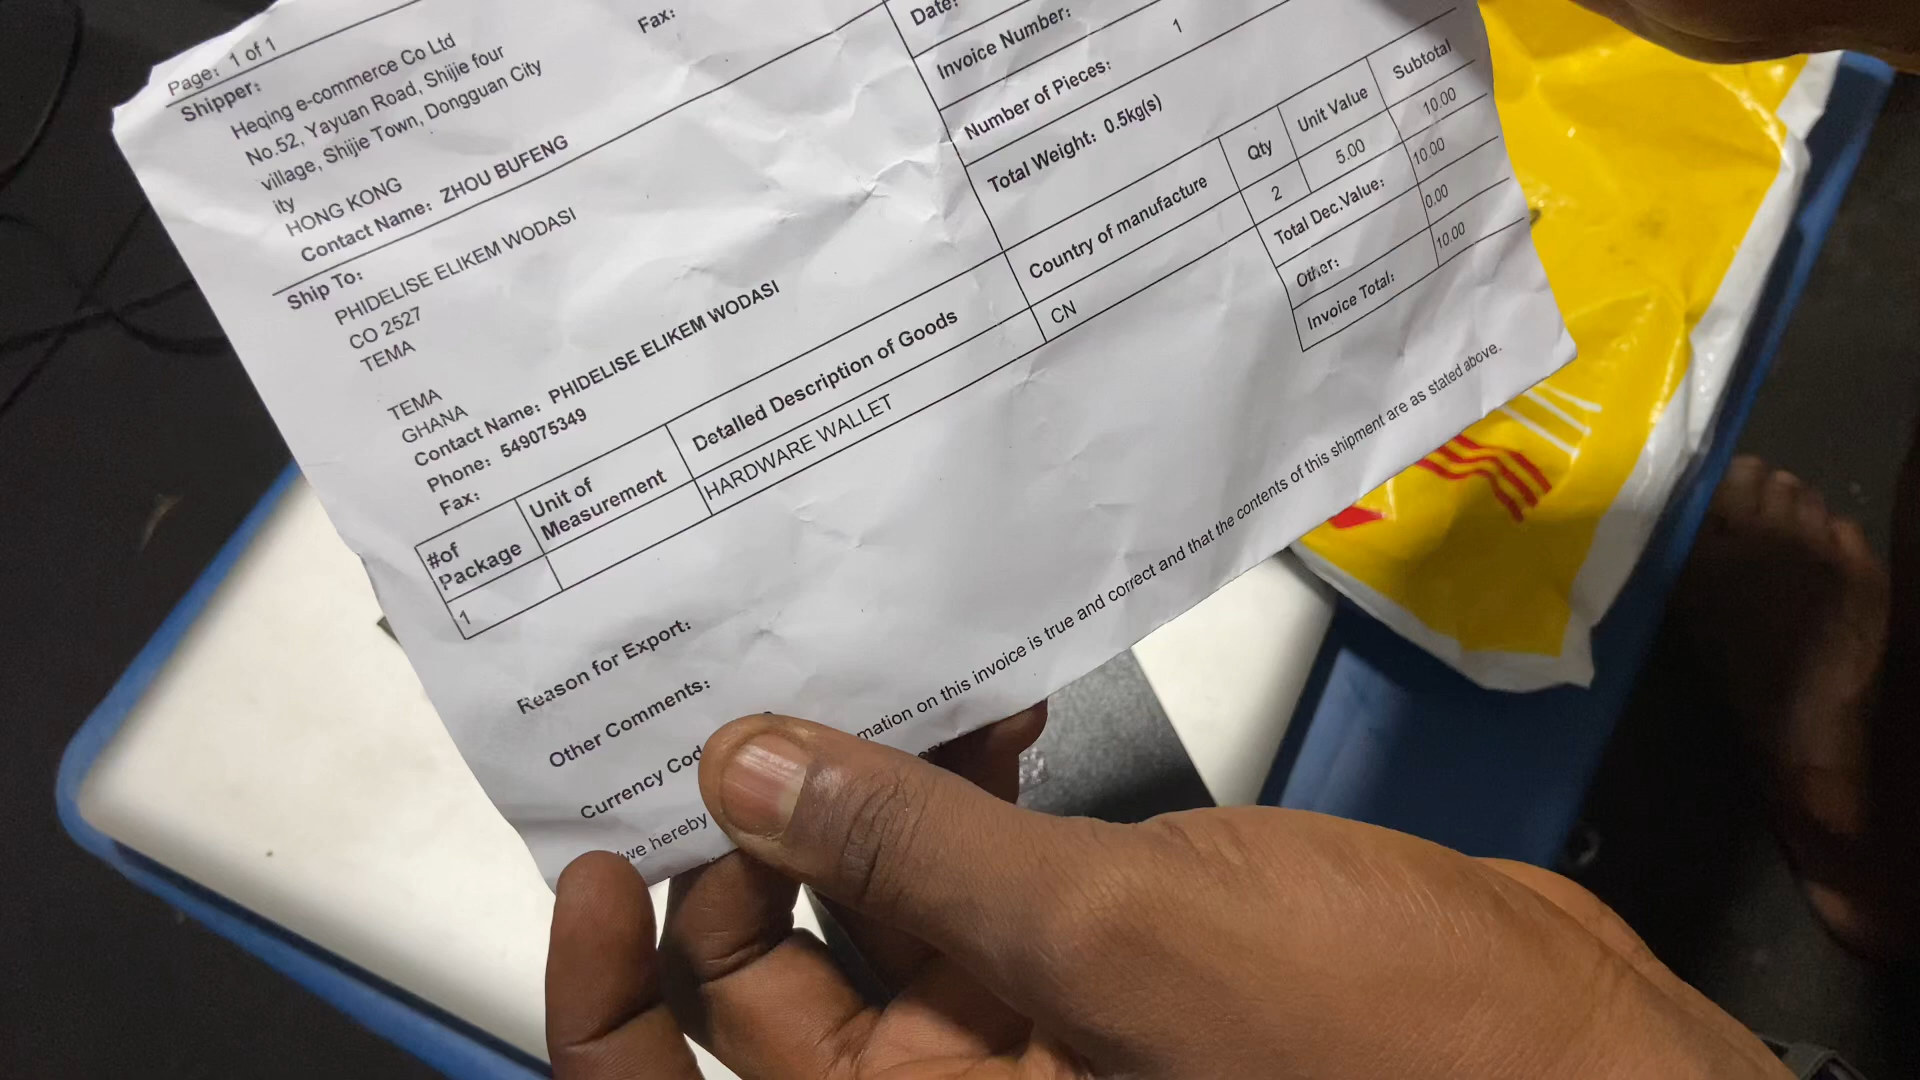 Page: 1 of 1
Shipper:
Heqing e-commerce Co Ltd
No.52, Yayuan Road, Shijie four
village, Shijie Town, Dongguan City
ity
HONG KONG
Contact Name: ZHOU BUFENG
Fax:
Date:
Invoice Number:
Number of Pieces: 1
Total Weight: 0.5kg(s)
Ship To:
PHIDELISE ELIKEM WODASI
CO 2527
TEMA
TEMA
GHANA
Contact Name: PHIDELISE ELIKEM WODASI
Phone: 549075349
Fax:
#of Package Unit of Measurement Detailed Description of Goods Country of manufacture Qty Unit Value Subtotal
1 HARDWARE WALLET CN 2 5.00 10.00
Total Dec.Value: 10.00
Other: 0.00
Invoice Total: 10.00
Reason for Export:
Other Comments:
Currency Cod
we hereby mation on this invoice is true and correct and that the contents of this shipment are as stated above.